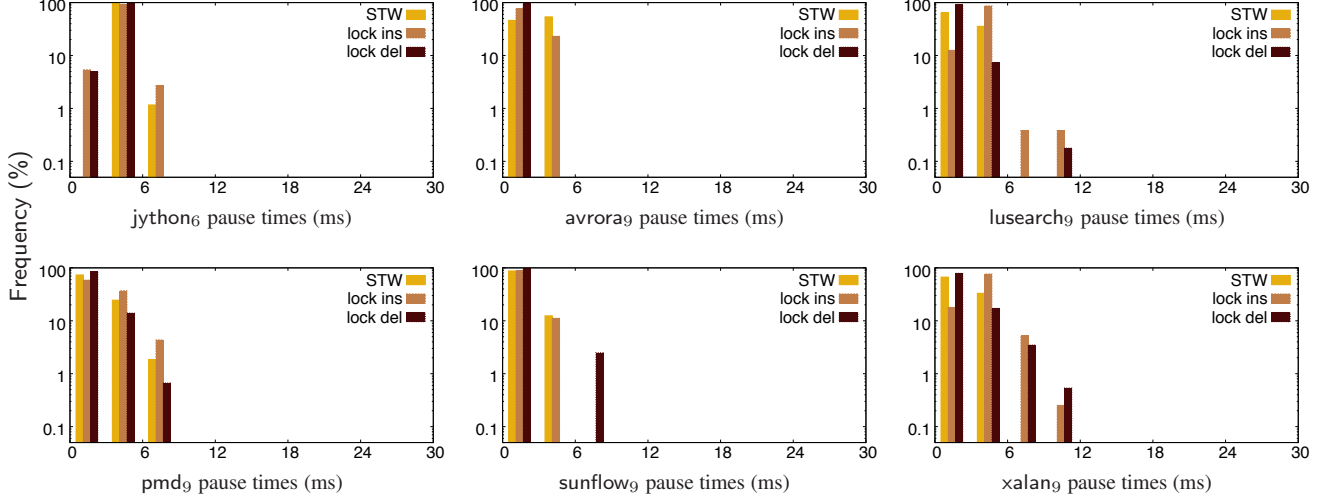 Frequency (%)
100
10
1
0.1
0 6 12 18 24 30
STW
lock ins
lock del
jython6 pause times (ms)
100
10
1
0.1
0 6 12 18 24 30
STW
lock ins
lock del
avrora9 pause times (ms)
100
10
1
0.1
0 6 12 18 24 30
STW
lock ins
lock del
lusearch9 pause times (ms)
100
10
1
0.1
0 6 12 18 24 30
STW
lock ins
lock del
pmd9 pause times (ms)
100
10
1
0.1
0 6 12 18 24 30
STW
lock ins
lock del
sunflow9 pause times (ms)
100
10
1
0.1
0 6 12 18 24 30
STW
lock ins
lock del
xalan9 pause times (ms)